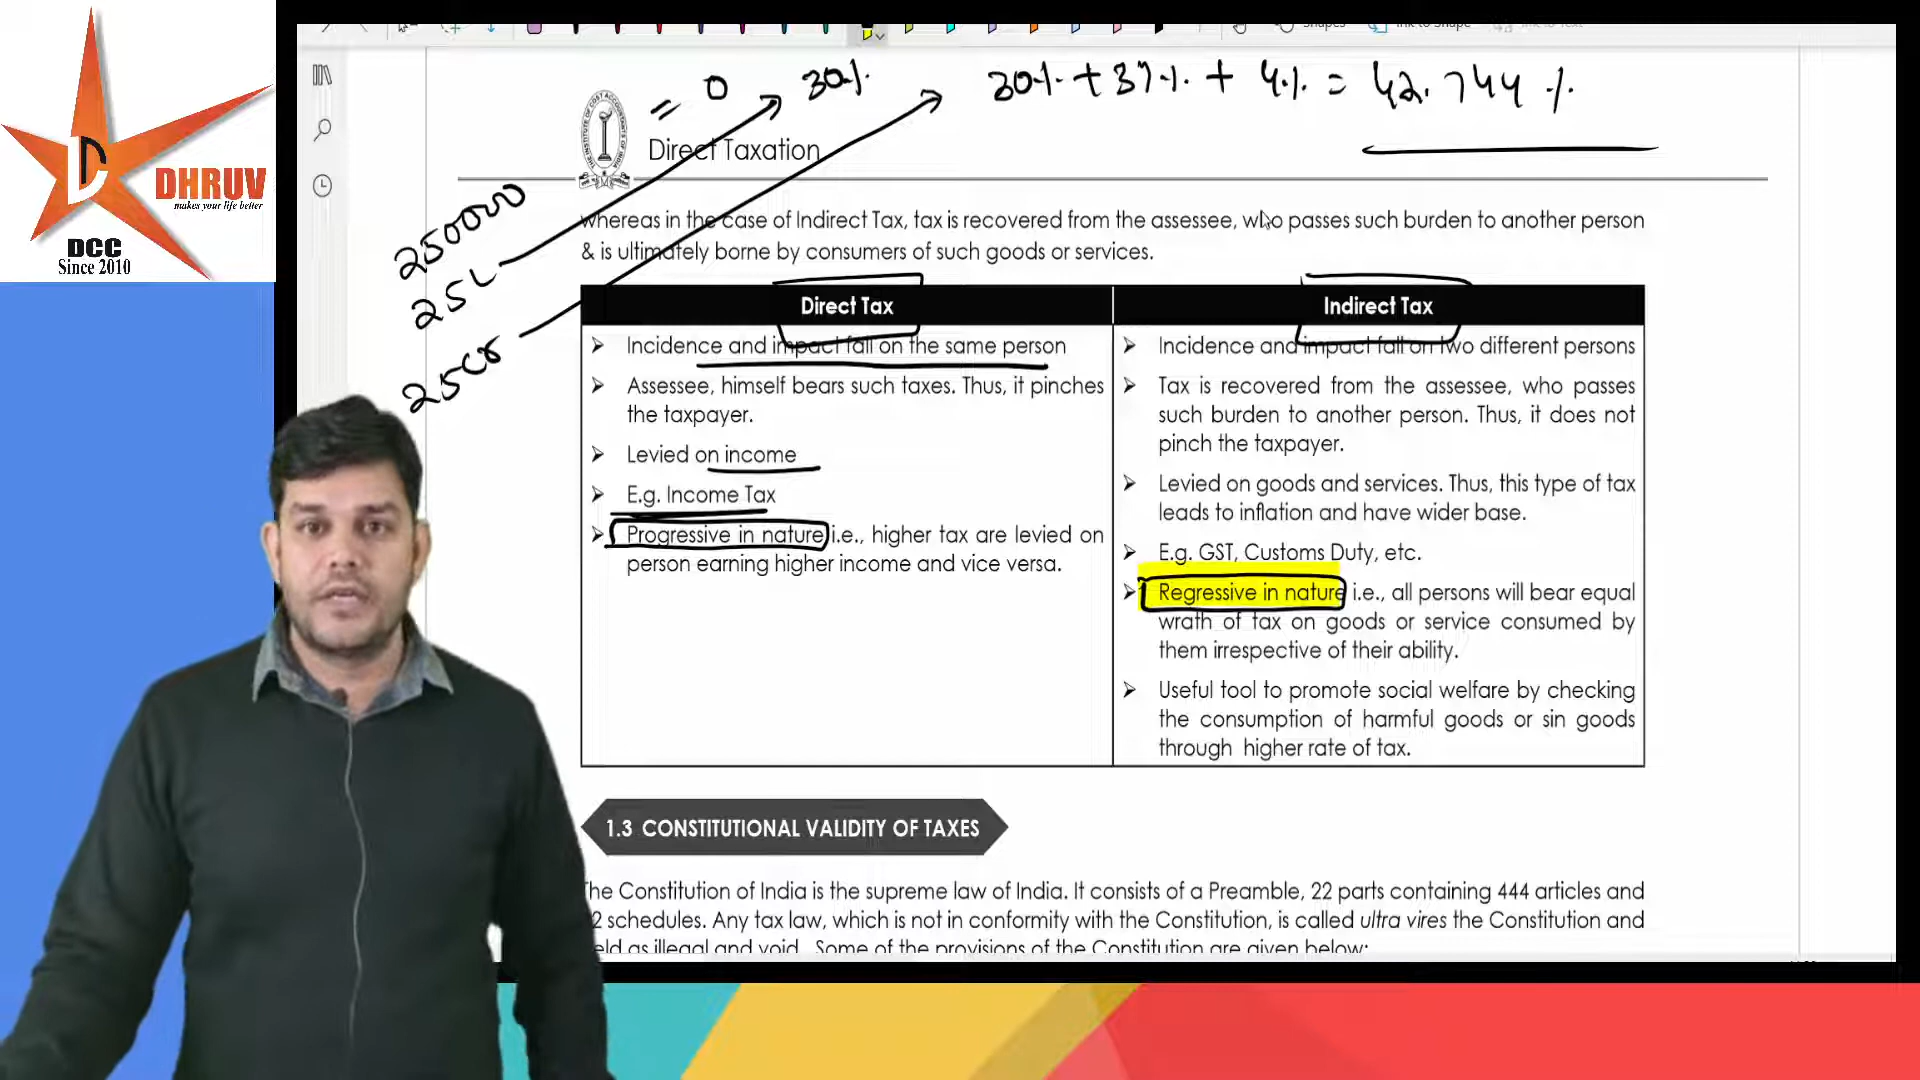 DHRUV
makes your life better
DCC
Since 2010
= 0
30%
30% + 37% + 4% = 42.744 %
Direct Taxation
250000
25L
25CR
whereas in the case of Indirect Tax, tax is recovered from the assessee, who passes such burden to another person
& is ultimately borne by consumers of such goods or services.
Direct Tax
Incidence and impact fall on the same person
Assessee, himself bears such taxes. Thus, it pinches
the taxpayer.
Levied on income
E.g. Income Tax
Progressive in nature i.e., higher tax are levied on
person earning higher income and vice versa.
Indirect Tax
Incidence and impact fall on two different persons
Tax is recovered from the assessee, who passes
such burden to another person. Thus, it does not
pinch the taxpayer.
Levied on goods and services. Thus, this type of tax
leads to inflation and have wider base.
E.g. GST, Customs Duty, etc.
Regressive in nature i.e., all persons will bear equal
wrath of tax on goods or service consumed by
them irrespective of their ability.
Useful tool to promote social welfare by checking
the consumption of harmful goods or sin goods
through higher rate of tax.
1.3 CONSTITUTIONAL VALIDITY OF TAXES
The Constitution of India is the supreme law of India. It consists of a Preamble, 22 parts containing 444 articles and
2 schedules. Any tax law, which is not in conformity with the Constitution, is called ultra vires the Constitution and
eld as illegal and void. Some of the provisions of the Constitution are given below: